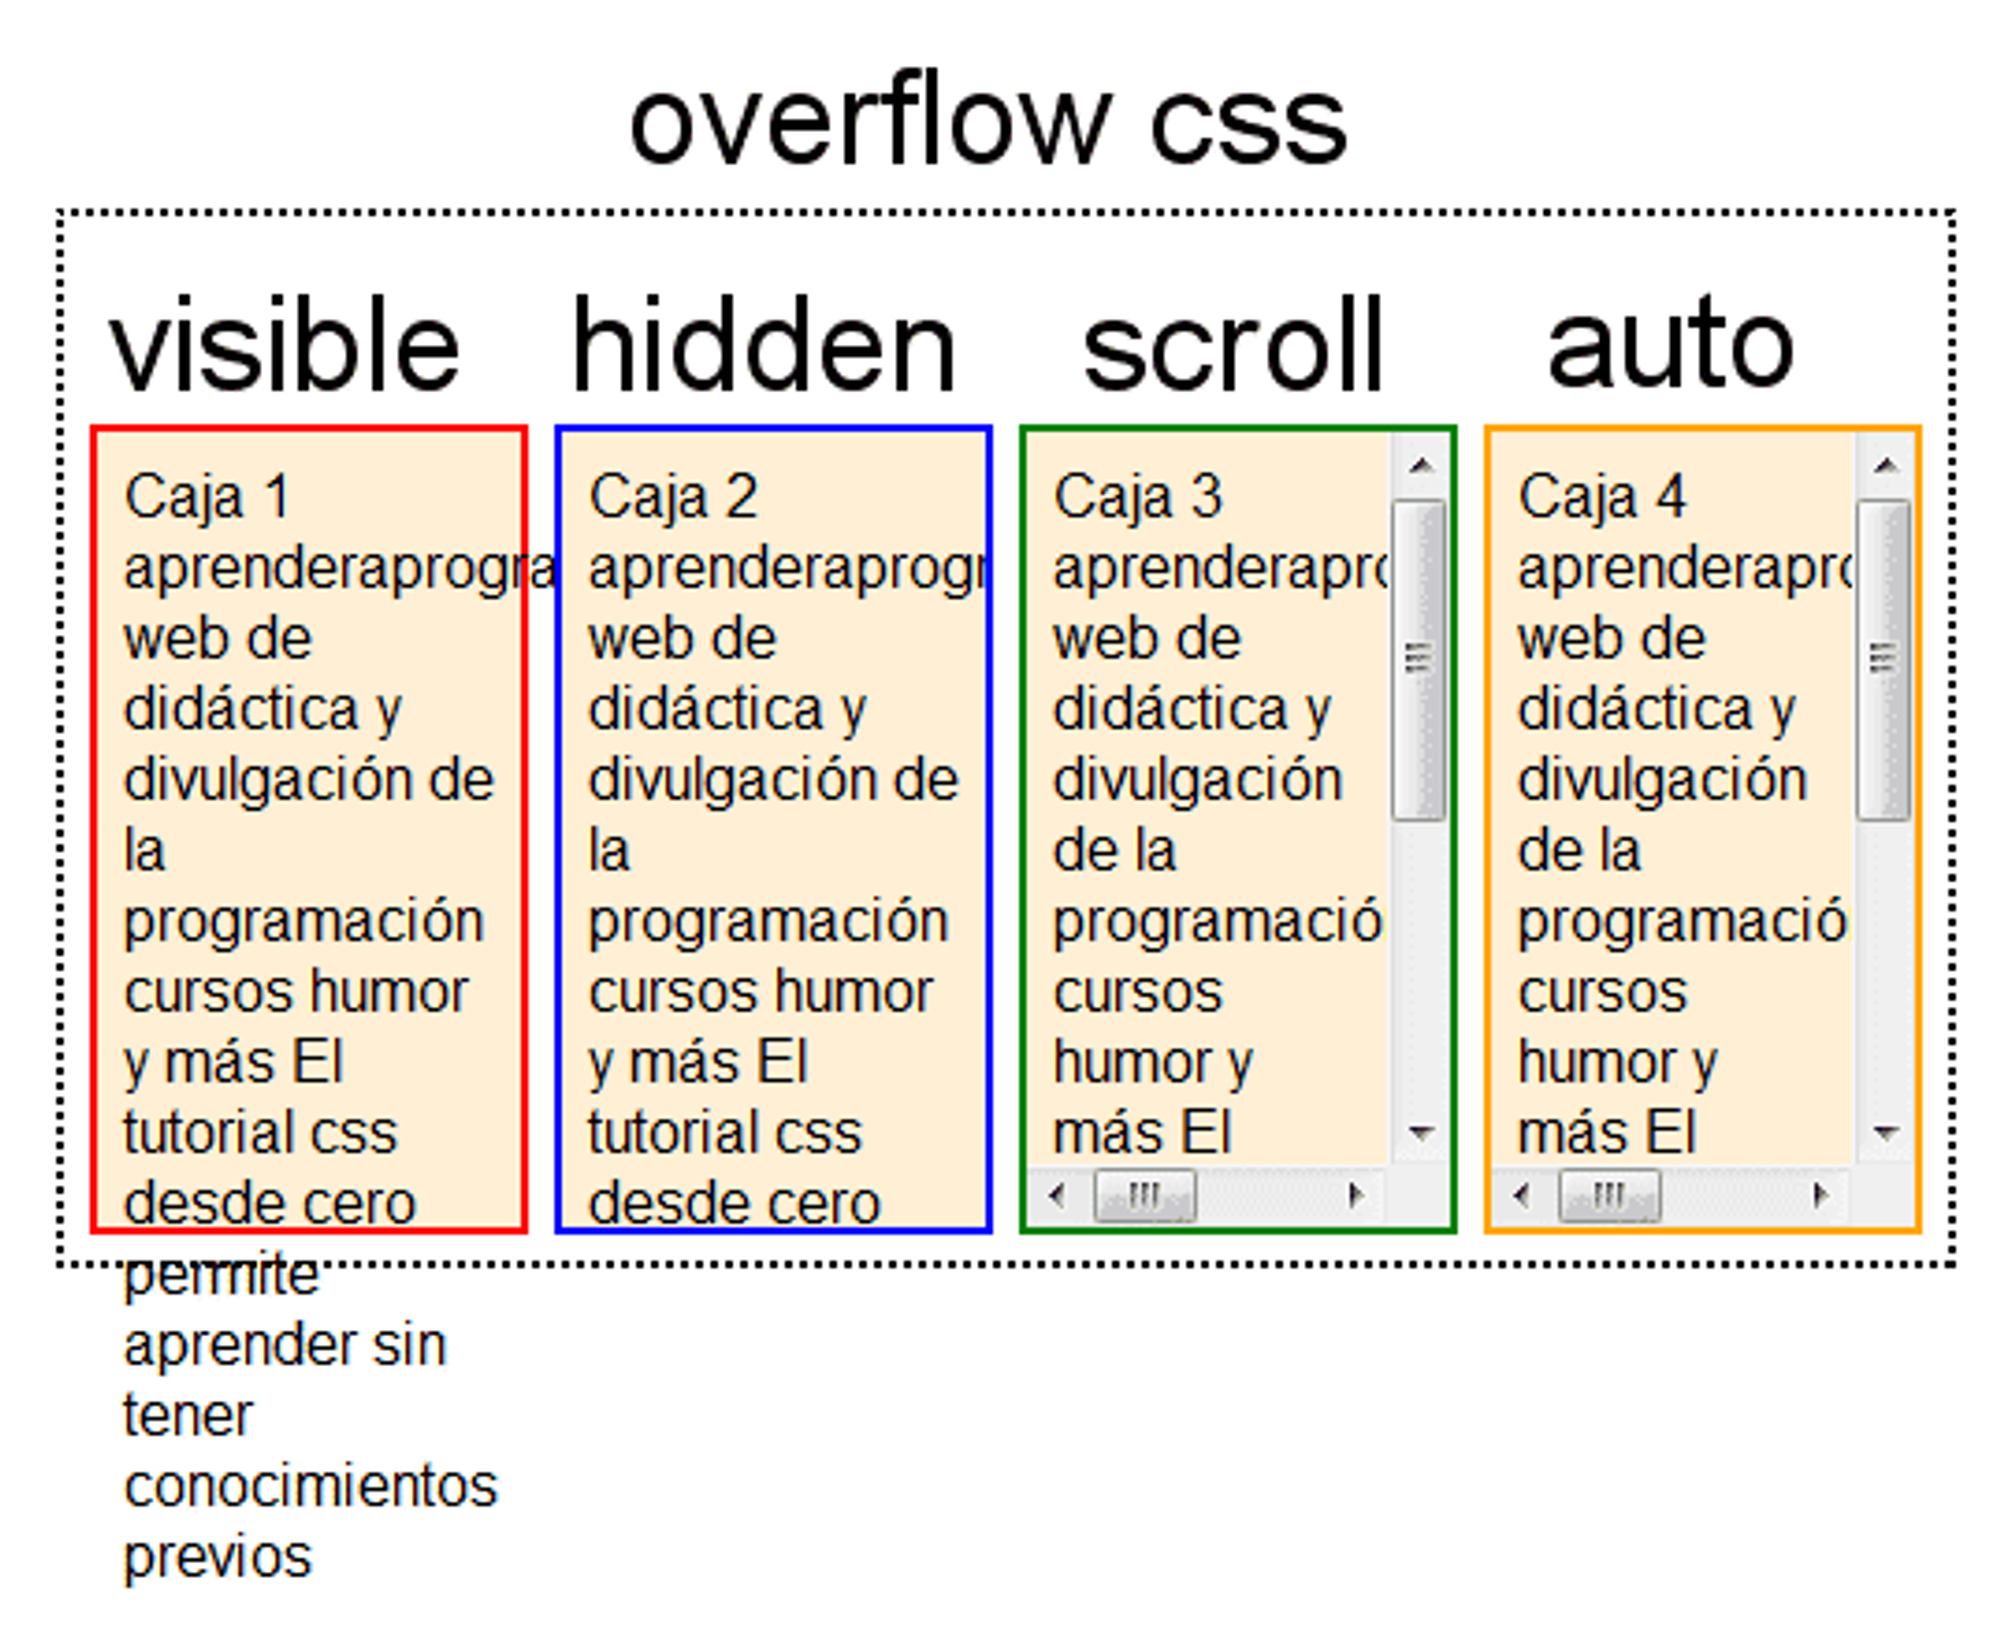 overflow css
visible hidden scroll auto
Caja 1
aprenderaprogra
web de
didáctica y
divulgación de
la
programación
cursos humor
y más El
tutorial css
desde cero
permite
aprender sin
tener
conocimientos
previos
Caja 2
aprenderaprogr
web de
didáctica y
divulgación de
la
programación
cursos humor
y más El
tutorial css
desde cero
Caja 3
aprenderapro
web de
didáctica y
divulgación
de la
programació
cursos
humor y
más El
Caja 4
aprenderapro
web de
didáctica y
divulgación
de la
programació
cursos
humor y
más El